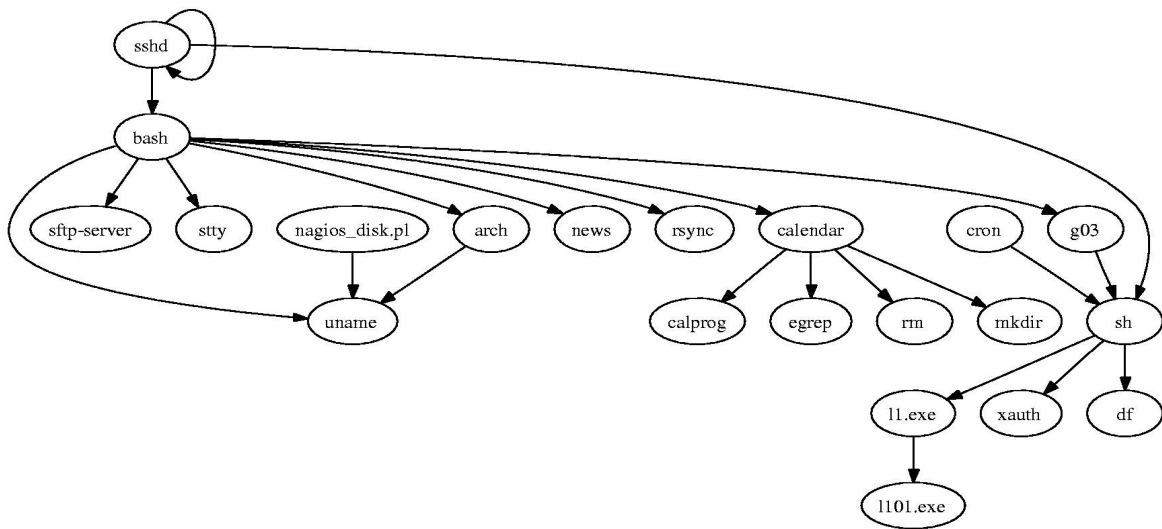 sshd
bash
sftp-server
stty
nagios_disk.pl
arch
news
rsync
calendar
cron
g03
uname
calprog
egrep
rm
mkdir
sh
l1.exe
xauth
df
l101.exe